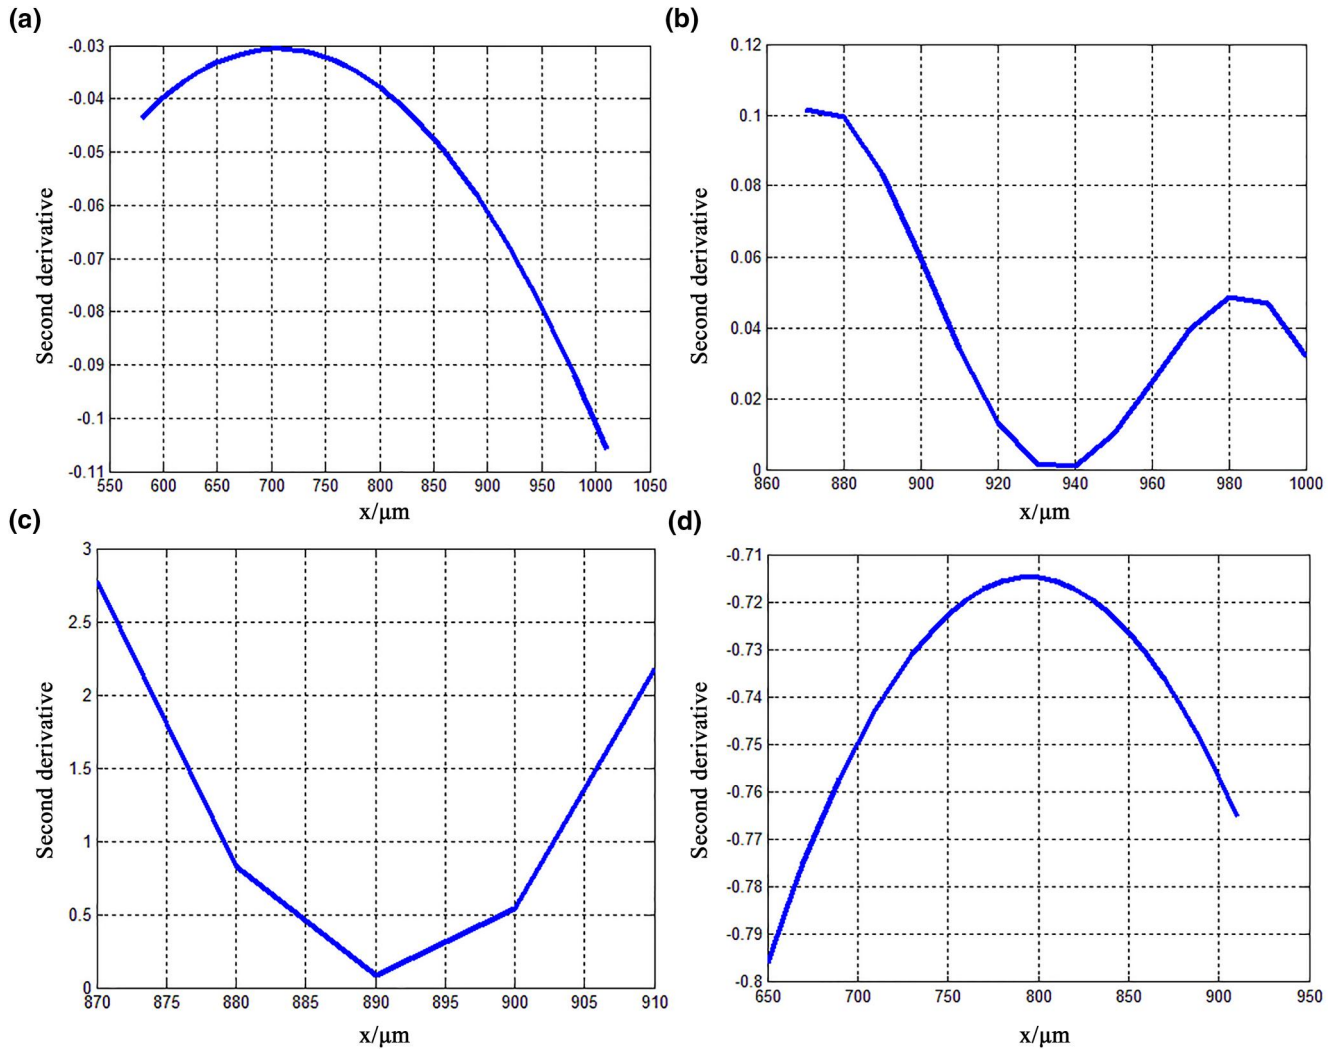 (a)
-0.03
-0.04
-0.05
-0.06
-0.07
-0.08
-0.09
-0.1
-0.11
550 600 650 700 750 800 850 900 950 1000 1050
Second derivative
x/μm
(b)
0.12
0.1
0.08
0.06
0.04
0.02
0
860 880 900 920 940 960 980 1000
Second derivative
x/μm
(c)
3
2.5
2
1.5
1
0.5
0
870 875 880 885 890 895 900 905 910
Second derivative
x/μm
(d)
-0.71
-0.72
-0.73
-0.74
-0.75
-0.76
-0.77
-0.78
-0.79
-0.8
650 700 750 800 850 900 950
Second derivative
x/μm